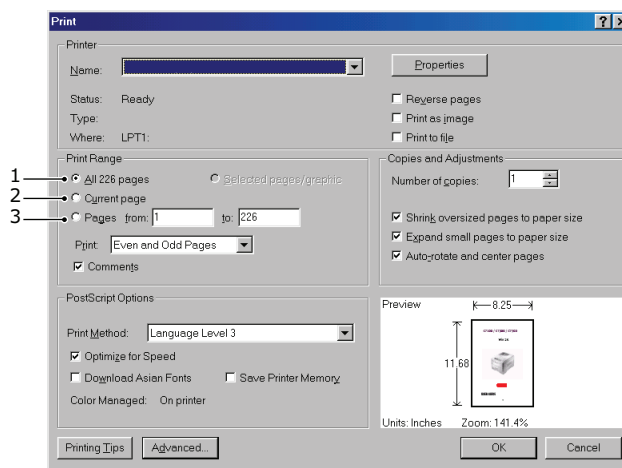 Print
Printer
Name:
Properties
Status: Ready
Reverse pages
Type:
Print as image
Where: LPT1:
Print to file
Print Range
Copies and Adjustments
1 All 226 pages Selected pages/graphic
Number of copies: 1
2 Current page
3 Pages from: 1 to: 226
Shrink oversized pages to paper size
Print: Even and Odd Pages
Expand small pages to paper size
Comments
Auto-rotate and center pages
PostScript Options
Preview
8.25
Print Method: Language Level 3
Optimize for Speed
11.68
Download Asian Fonts Save Printer Memory
Color Managed: On printer
Units: Inches Zoom: 141.4%
Printing Tips Advanced... OK Cancel